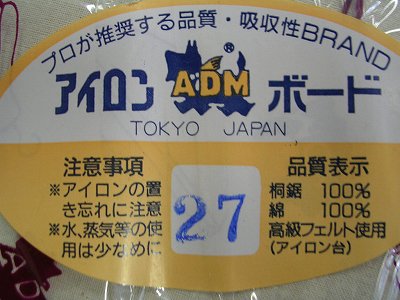 プロが推奨する品質・吸収性BRAND
アイロン ADM® ボード
TOKYO JAPAN
注意事項
※アイロンの置
き忘れに注意
※水、蒸気等の使
用は少なめに
27
品質表示
桐鋸 100%
綿 100%
高級フェルト使用
(アイロン台)